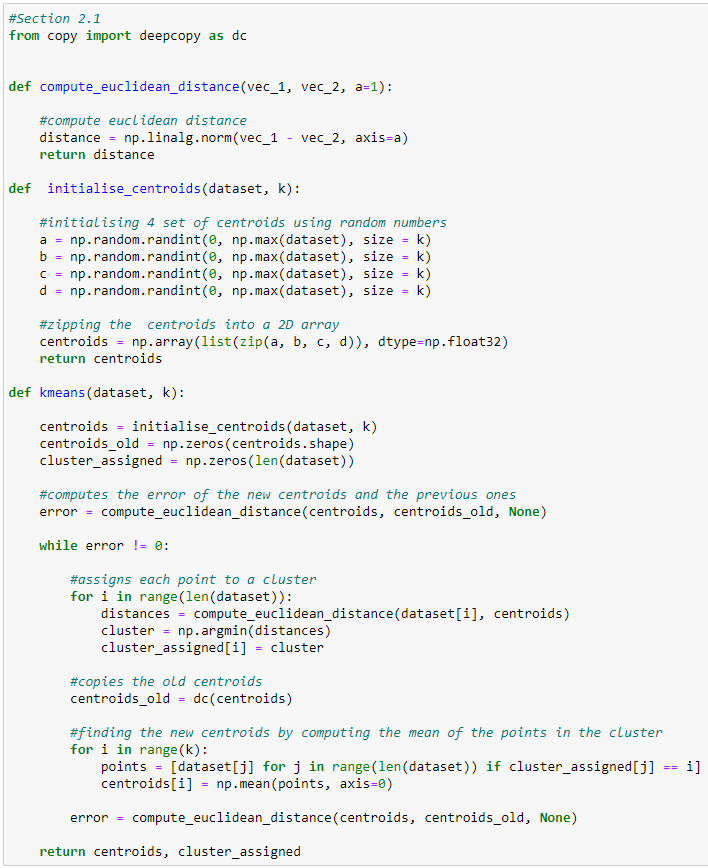 #Section 2.1
from copy import deepcopy as dc
def compute_euclidean_distance(vec_1, vec_2, a=1):
#compute euclidean distance
distance = np.linalg.norm(vec_1 - vec_2, axis=a)
return distance
def  initialise_centroids(dataset, k):
#initialising 4 set of centroids using random numbers
a = np.random.randint(0, np.max(dataset), size = k)
b = np.random.randint(0, np.max(dataset), size = k)
c = np.random.randint(0, np.max(dataset), size = k)
d = np.random.randint(0, np.max(dataset), size = k)
#zipping the  centroids into a 2D array
centroids = np.array(list(zip(a, b, c, d)), dtype=np.float32)
return centroids
def kmeans(dataset, k):
centroids = initialise_centroids(dataset, k)
centroids_old = np.zeros(centroids.shape)
cluster_assigned = np.zeros(len(dataset))
#computes the error of the new centroids and the previous ones
error = compute_euclidean_distance(centroids, centroids_old, None)
while error != 0:
#assigns each point to a cluster
for i in range(len(dataset)):
distances = compute_euclidean_distance(dataset[i], centroids)
cluster = np.argmin(distances)
cluster_assigned[i] = cluster
#copies the old centroids
centroids_old = dc(centroids)
#finding the new centroids by computing the mean of the points in the cluster
for i in range(k):
points = [dataset[j] for j in range(len(dataset)) if cluster_assigned[j] == i]
centroids[i] = np.mean(points, axis=0)
error = compute_euclidean_distance(centroids, centroids_old, None)
return centroids, cluster_assigned